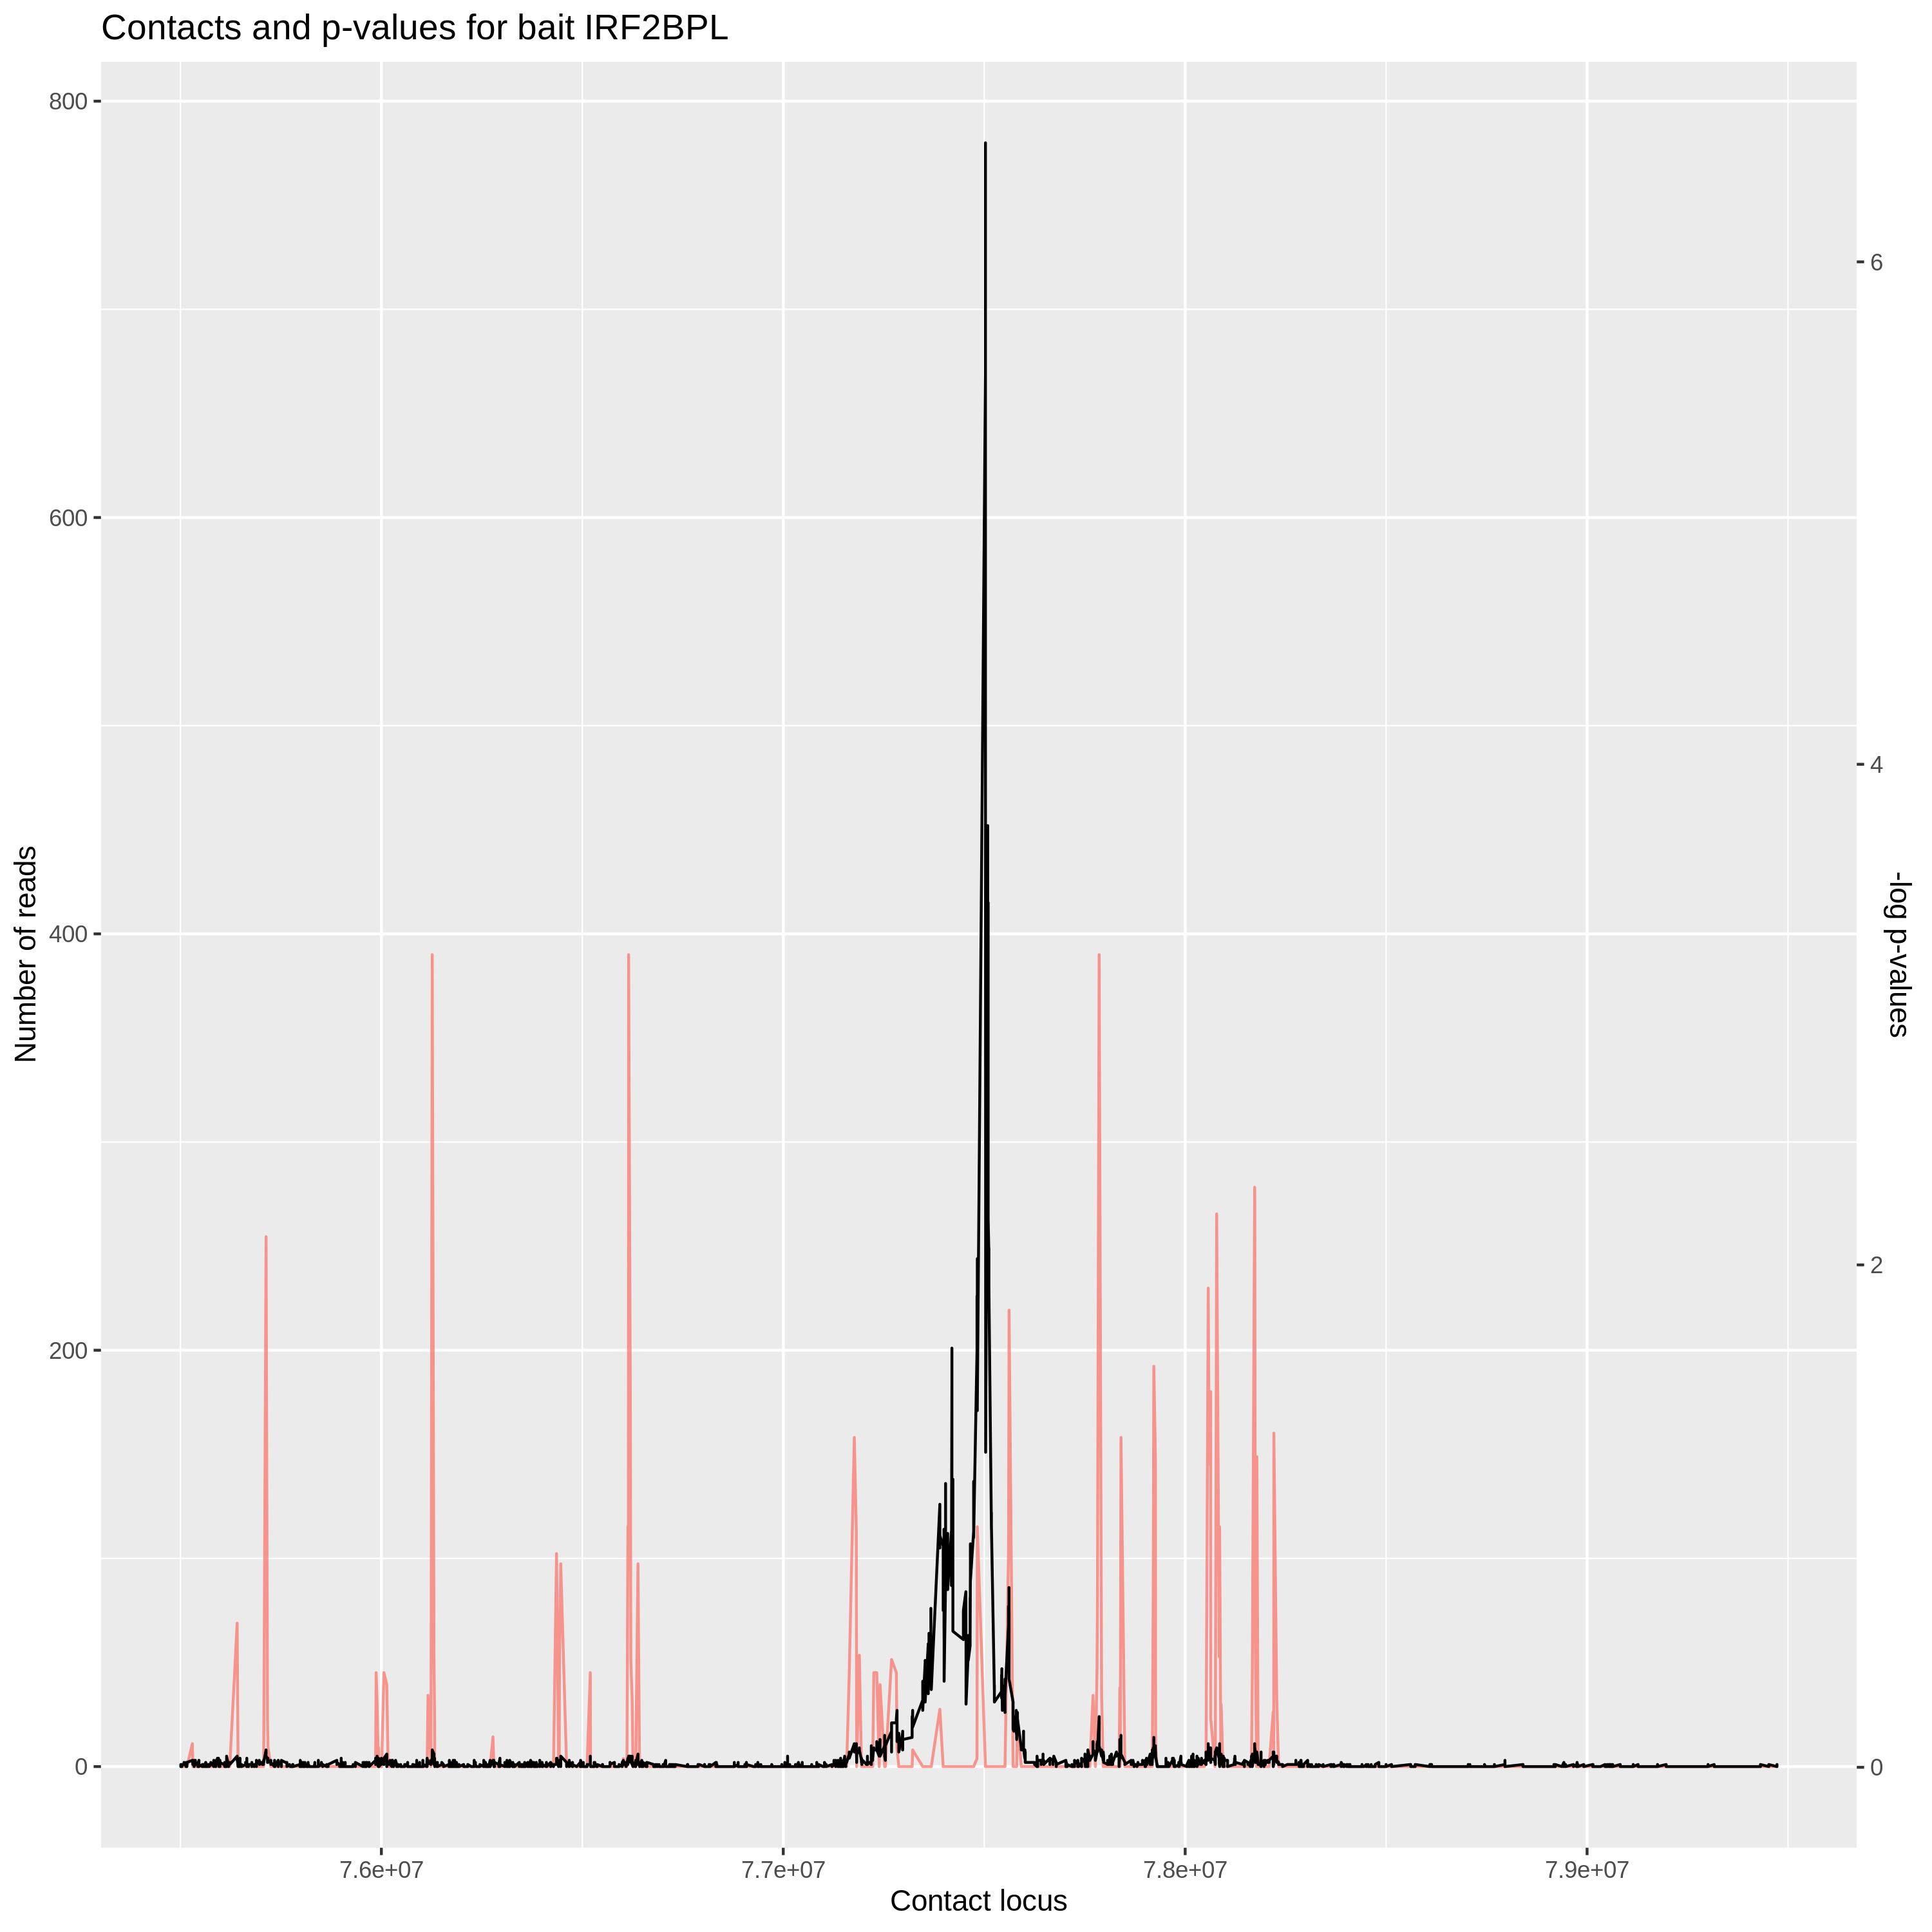 Contacts and p-values for bait IRF2BPL
800
600
400
200
0
Number of reads
6
4
2
0
-log p-values
7.6e+07
7.7e+07
7.8e+07
7.9e+07
Contact locus